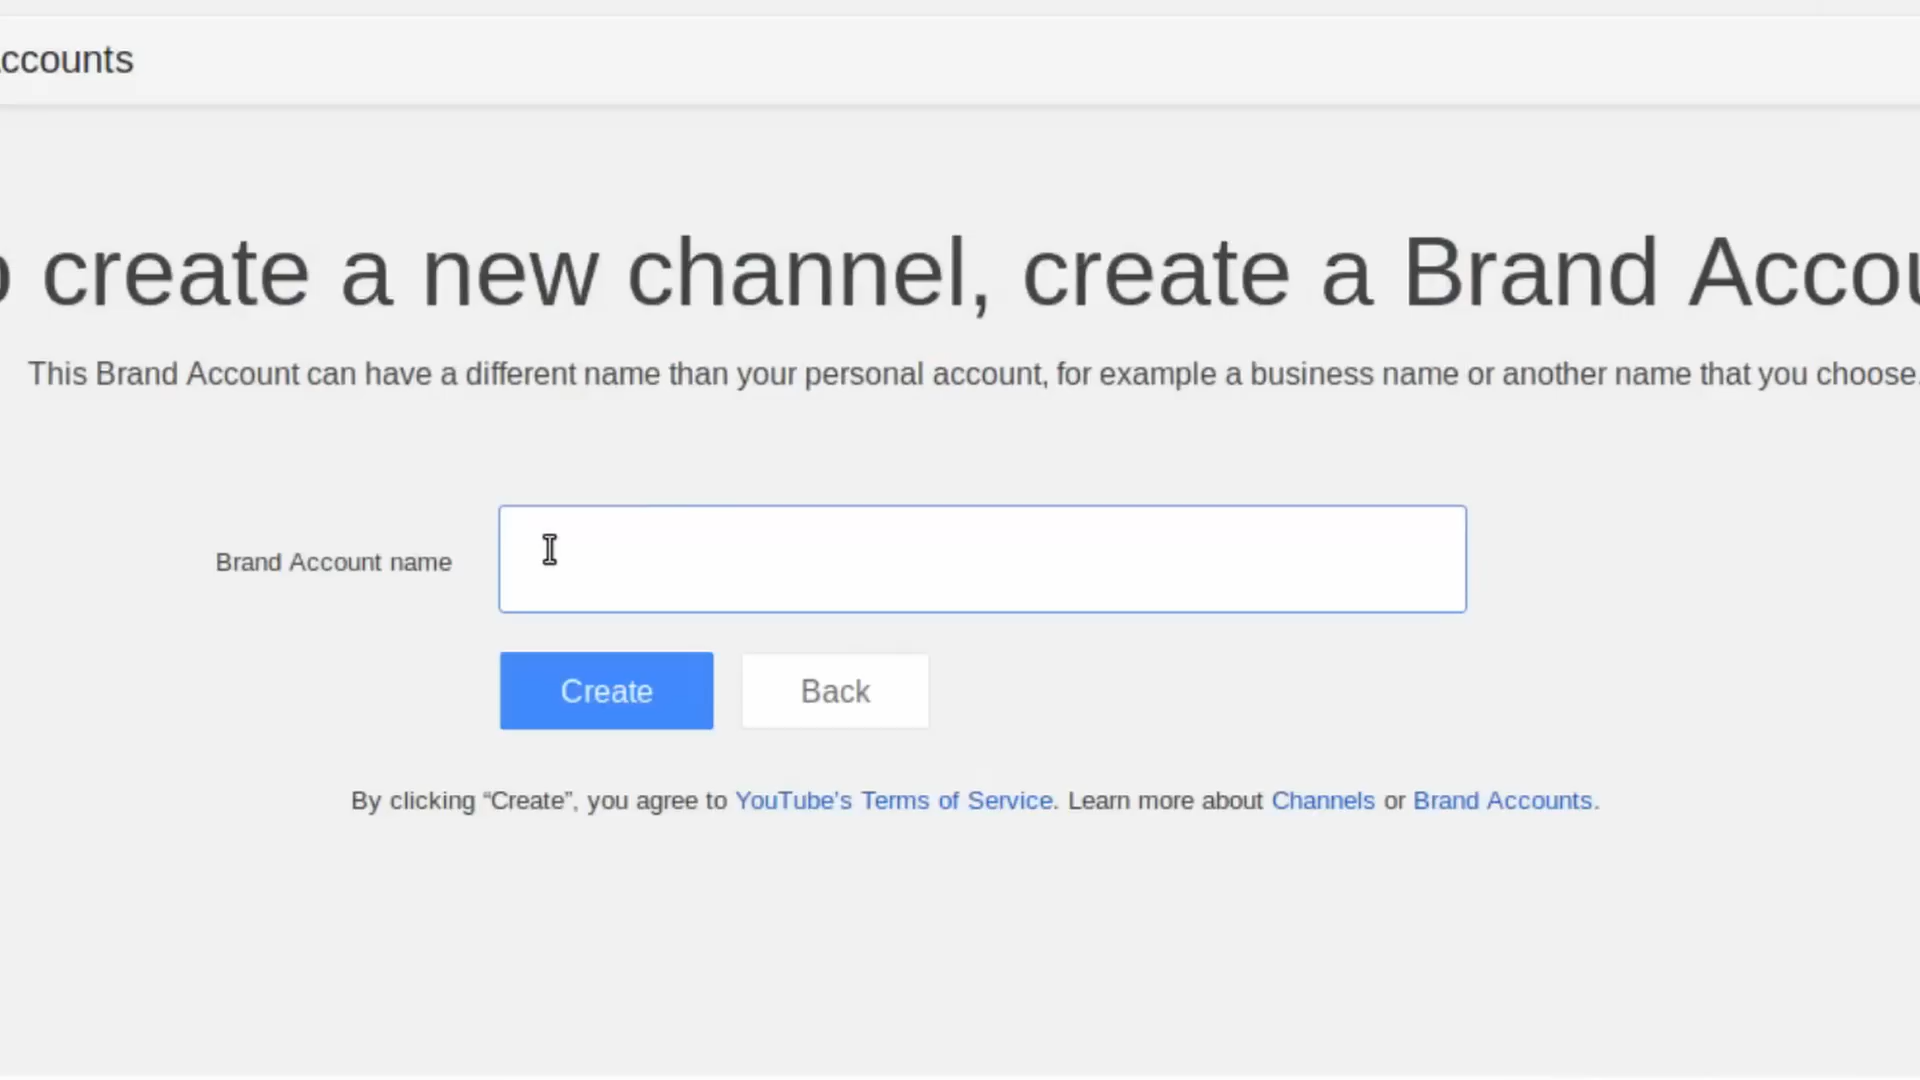 ccounts
create a new channel, create a Brand Accou
This Brand Account can have a different name than your personal account, for example a business name or another name that you choose.
Brand Account name
Create Back
By clicking “Create”, you agree to YouTube's Terms of Service. Learn more about Channels or Brand Accounts.